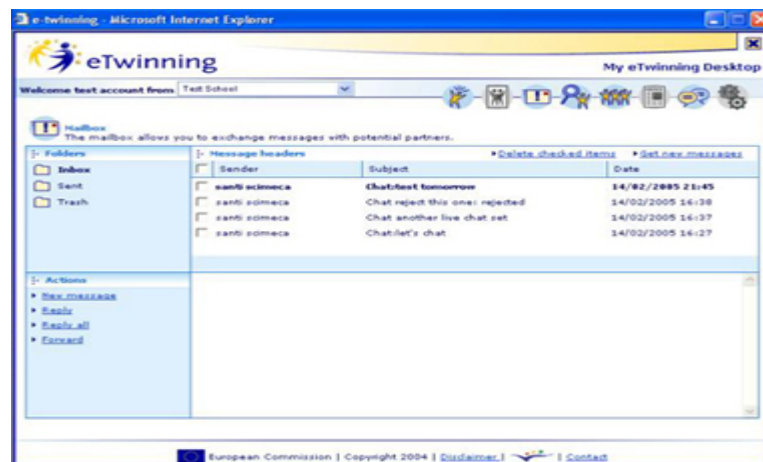 e-twinning - Microsoft Internet Explorer
eTwinning
My eTwinning Desktop
Welcome test account from Test School
Mailbox
The mailbox allows you to exchange messages with potential partners.
Folders
Inbox
Sent
Trash
Message headers
Delete checked items
Get new messages
Sender Subject Date
santi scimeca Chat:test tomorrow 14/02/2005 21:45
santi scimeca Chat reject this one: rejected 14/02/2005 16:38
santi scimeca Chat another live chat set 14/02/2005 16:37
santi scimeca Chat:let's chat 14/02/2005 16:27
Actions
New message
Reply
Reply all
Forward
European Commission | Copyright 2004 | Disclaimer | | Contact